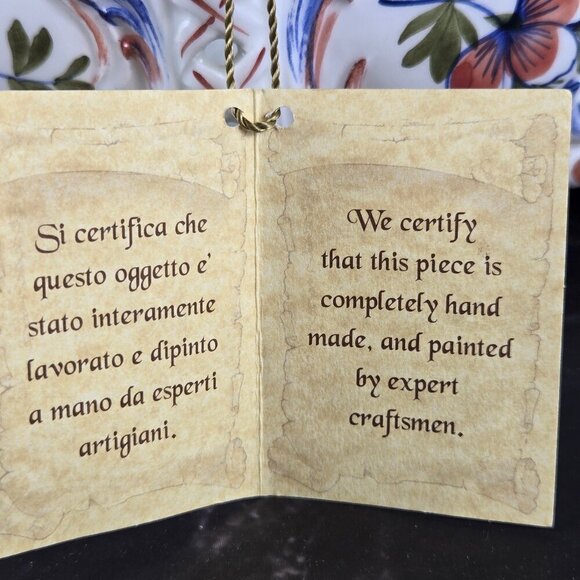 Si certifica che
questo oggetto e'
stato interamente
lavorato e dipinto
a mano da esperti
artigiani.
We certify
that this piece is
completely hand
made, and painted
by expert
craftsmen.